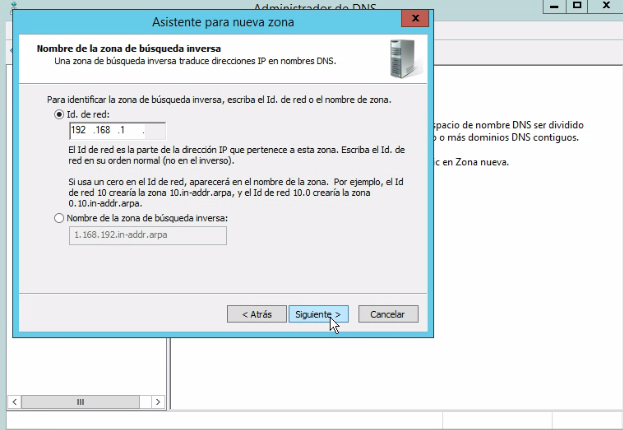 Administrador de DNS
Asistente para nueva zona
Nombre de la zona de búsqueda inversa
Una zona de búsqueda inversa traduce direcciones IP en nombres DNS.
Para identificar la zona de búsqueda inversa, escriba el Id. de red o el nombre de zona.
Id. de red:
192 .168 .1 .
El Id de red es la parte de la dirección IP que pertenece a esta zona. Escriba el Id. de
red en su orden normal (no en el inverso).
Si usa un cero en el Id de red, aparecerá en el nombre de la zona. Por ejemplo, el Id
de red 10 crearía la zona 10.in-addr.arpa, y el Id de red 10.0 crearía la zona
0.10.in-addr.arpa.
Nombre de la zona de búsqueda inversa:
1.168.192.in-addr.arpa
< Atrás
Siguiente >
Cancelar
spacio de nombre DNS ser dividido
o más dominios DNS contiguos.
ic en Zona nueva.